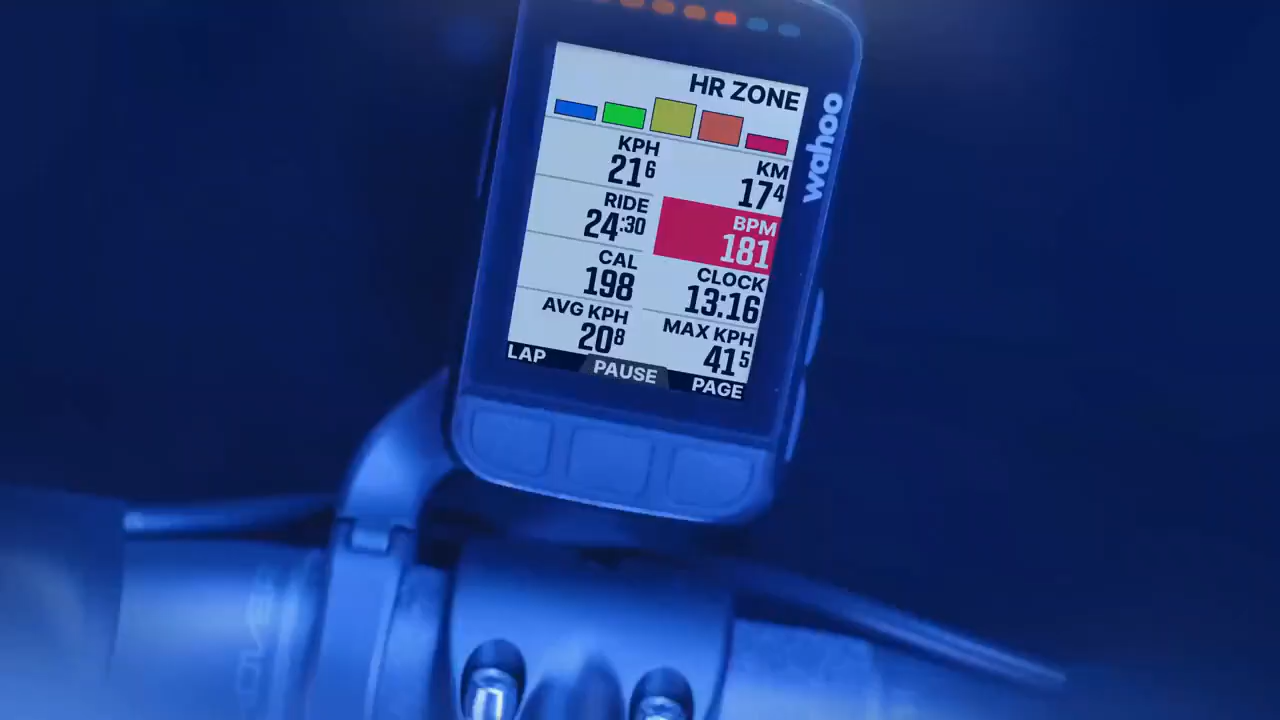 HR ZONE
KPH
21 6
KM
17 4
RIDE
24:30
BPM
181
CAL
198
CLOCK
13:16
AVG KPH
20 8
MAX KPH
41 5
LAP
PAUSE
PAGE
wahoo